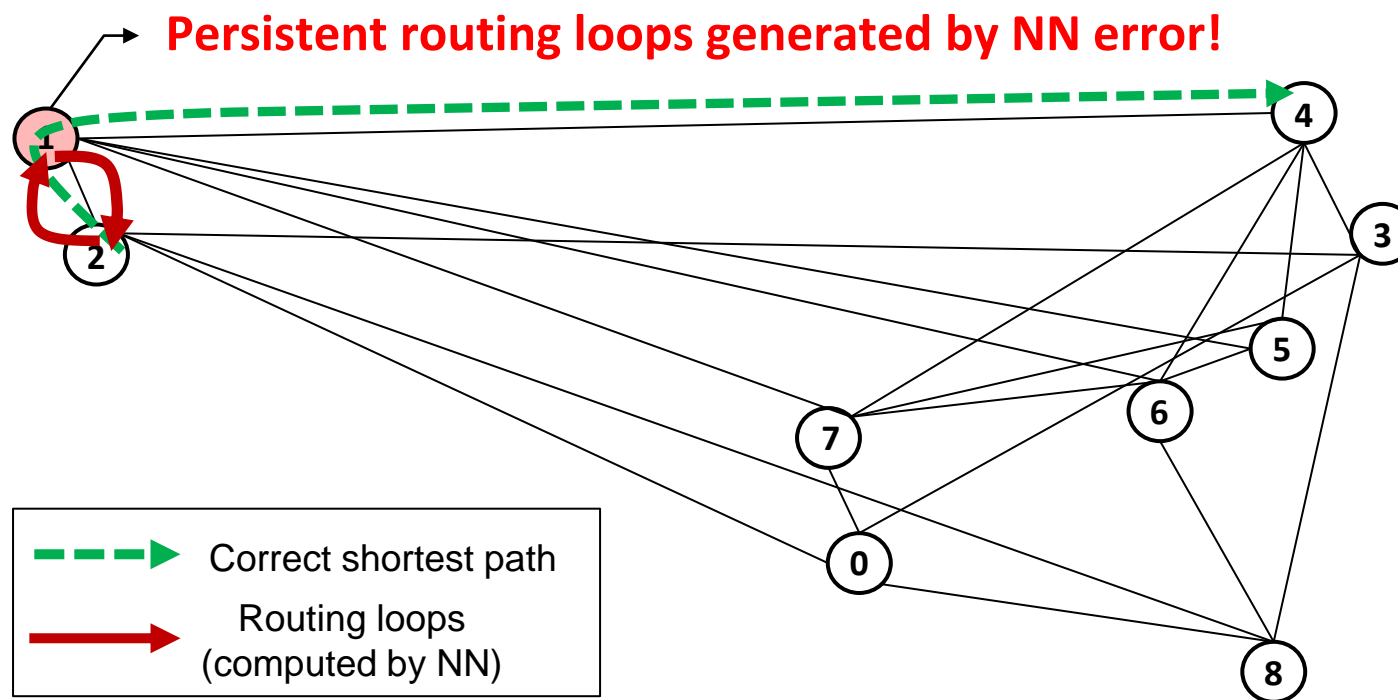 Persistent routing loops generated by NN error!
1
4
3
2
5
6
7
0
8
Correct shortest path
Routing loops
(computed by NN)